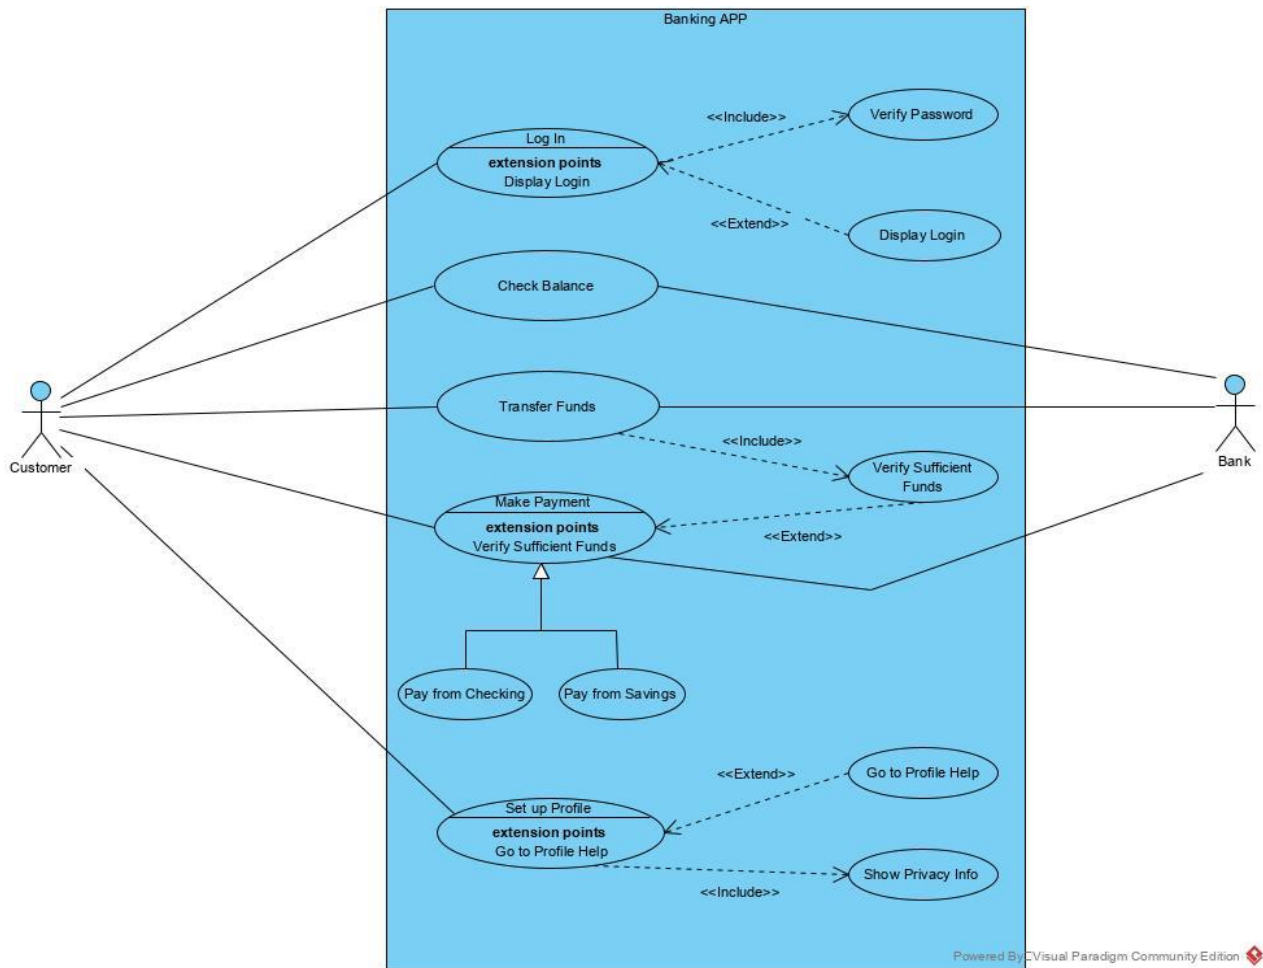 Banking APP
Verify Password
<<Include>>
Log In
extension points
Display Login
<<Extend>>
Display Login
Check Balance
Transfer Funds
<<Include>>
Customer
Bank
Verify Sufficient
Funds
Make Payment
extension points
Verify Sufficient Funds
<<Extend>>
Pay from Checking
Pay from Savings
<<Extend>>
Go to Profile Help
Set up Profile
extension points
Go to Profile Help
Show Privacy Info
<<Include>>
Powered By Visual Paradigm Community Edition